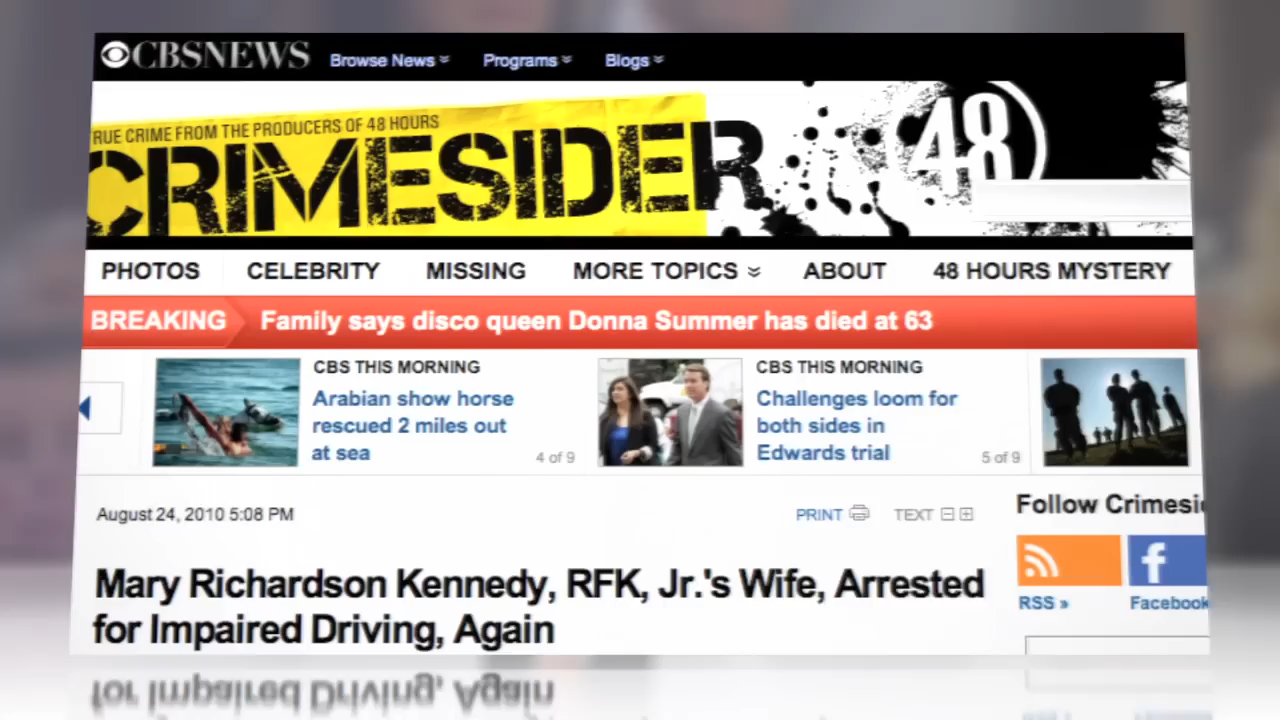 CBSNEWS Browse News Programs Blogs
TRUE CRIME FROM THE PRODUCERS OF 48 HOURS
CRIMESIDER 48
PHOTOS CELEBRITY MISSING MORE TOPICS ABOUT 48 HOURS MYSTERY
BREAKING Family says disco queen Donna Summer has died at 63
CBS THIS MORNING
Arabian show horse
rescued 2 miles out
at sea
4 of 9
CBS THIS MORNING
Challenges loom for
both sides in
Edwards trial
5 of 9
August 24, 2010 5:08 PM
PRINT TEXT
Follow Crimesi
RSS »
Facebook
Mary Richardson Kennedy, RFK, Jr.'s Wife, Arrested
for Impaired Driving, Again
for Impaired Driving, Again